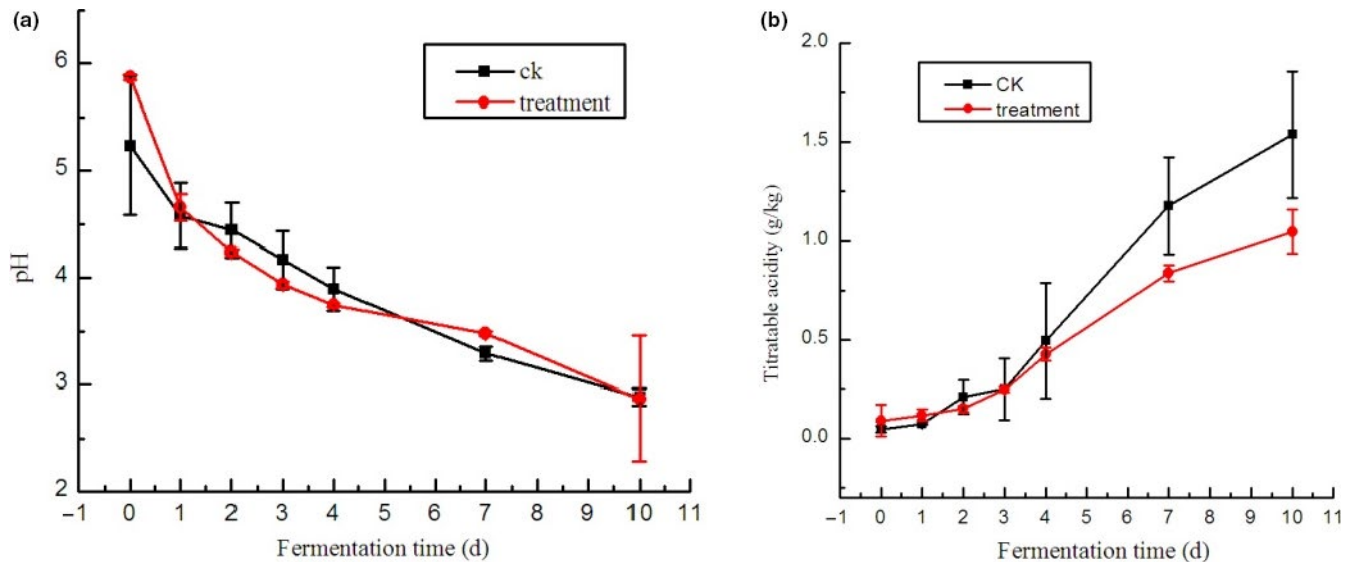 (a)
ck
treatment
pH
6
5
4
3
2
−1 0 1 2 3 4 5 6 7 8 9 10 11
Fermentation time (d)
(b)
CK
treatment
Titratable acidity (g/kg)
2.0
1.5
1.0
0.5
0.0
−1 0 1 2 3 4 5 6 7 8 9 10 11
Fermentation time (d)